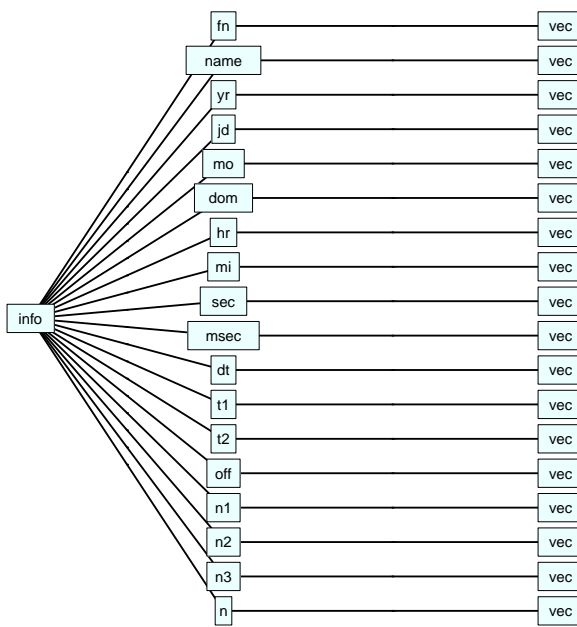 fn vec
name vec
yr vec
jd vec
mo vec
dom vec
hr vec
mi vec
sec vec
info
msec vec
dt vec
t1 vec
t2 vec
off vec
n1 vec
n2 vec
n3 vec
n vec